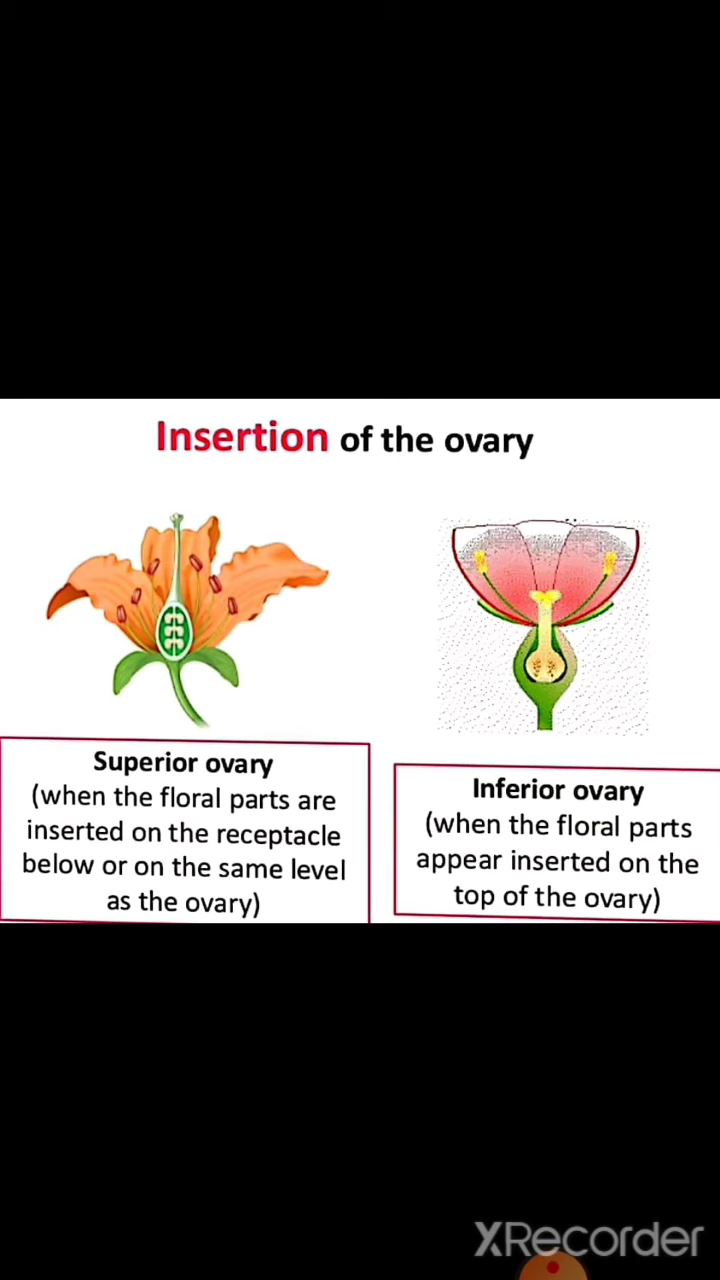 Insertion of the ovary
Superior ovary
(when the floral parts are
inserted on the receptacle
below or on the same level
as the ovary)
Inferior ovary
(when the floral parts
appear inserted on the
top of the ovary)
XRecorder